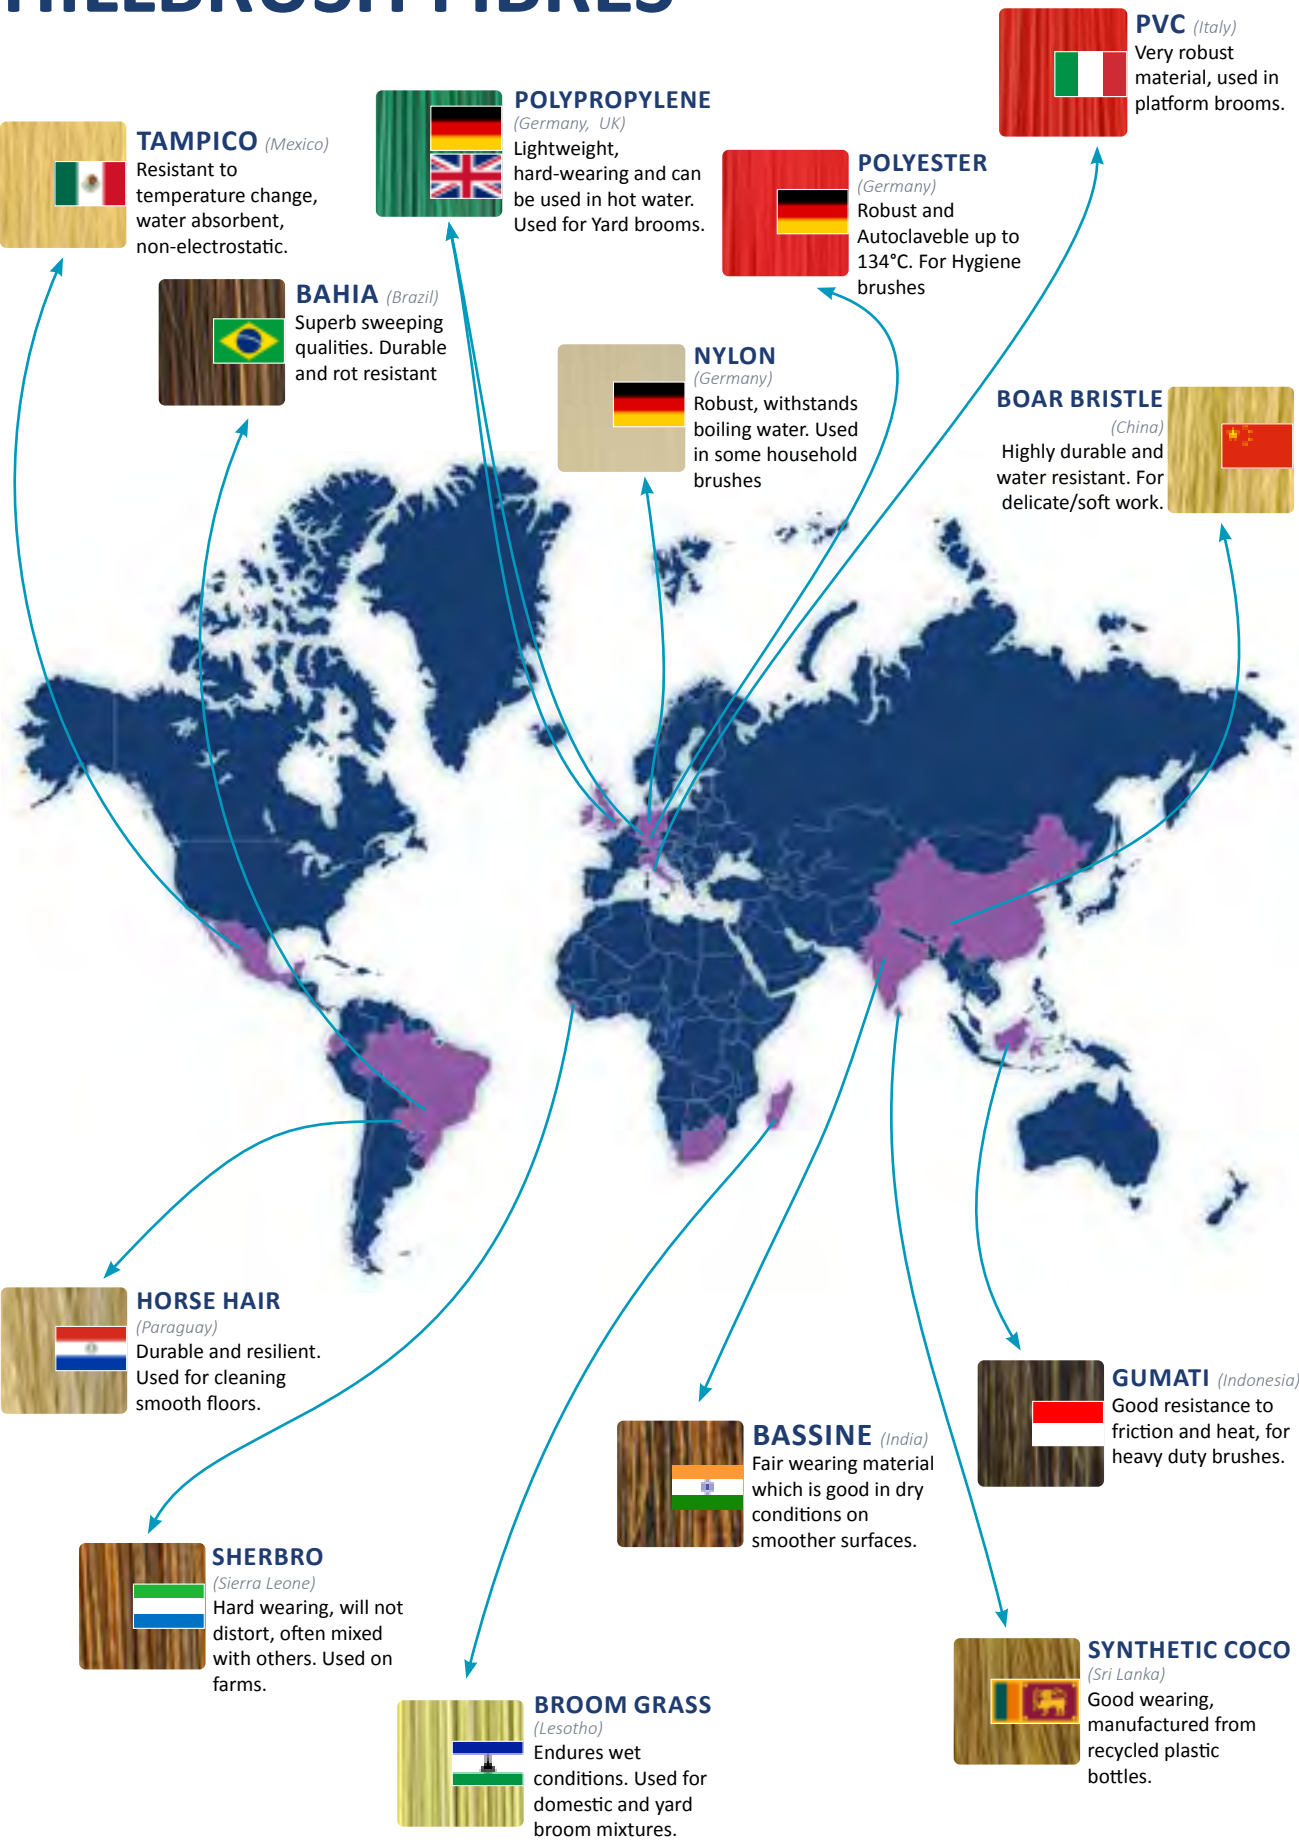 HILLBRUSH FIBRES
PVC (Italy)
Very robust
material, used in
platform brooms.
POLYPROPYLENE
(Germany, UK)
Lightweight,
hard-wearing and can
be used in hot water.
Used for Yard brooms.
TAMPICO (Mexico)
Resistant to
temperature change,
water absorbent,
non-electrostatic.
POLYESTER
(Germany)
Robust and
Autoclaveble up to
134°C. For Hygiene
brushes
BAHIA (Brazil)
Superb sweeping
qualities. Durable
and rot resistant
NYLON
(Germany)
Robust, withstands
boiling water. Used
in some household
brushes
BOAR BRISTLE
(China)
Highly durable and
water resistant. For
delicate/soft work.
HORSE HAIR
(Paraguay)
Durable and resilient.
Used for cleaning
smooth floors.
GUMATI (Indonesia)
Good resistance to
friction and heat, for
heavy duty brushes.
BASSINE (India)
Fair wearing material
which is good in dry
conditions on
smoother surfaces.
SHERBRO
(Sierra Leone)
Hard wearing, will not
distort, often mixed
with others. Used on
farms.
SYNTHETIC COCO
(Sri Lanka)
Good wearing,
manufactured from
recycled plastic
bottles.
BROOM GRASS
(Lesotho)
Endures wet
conditions. Used for
domestic and yard
broom mixtures.